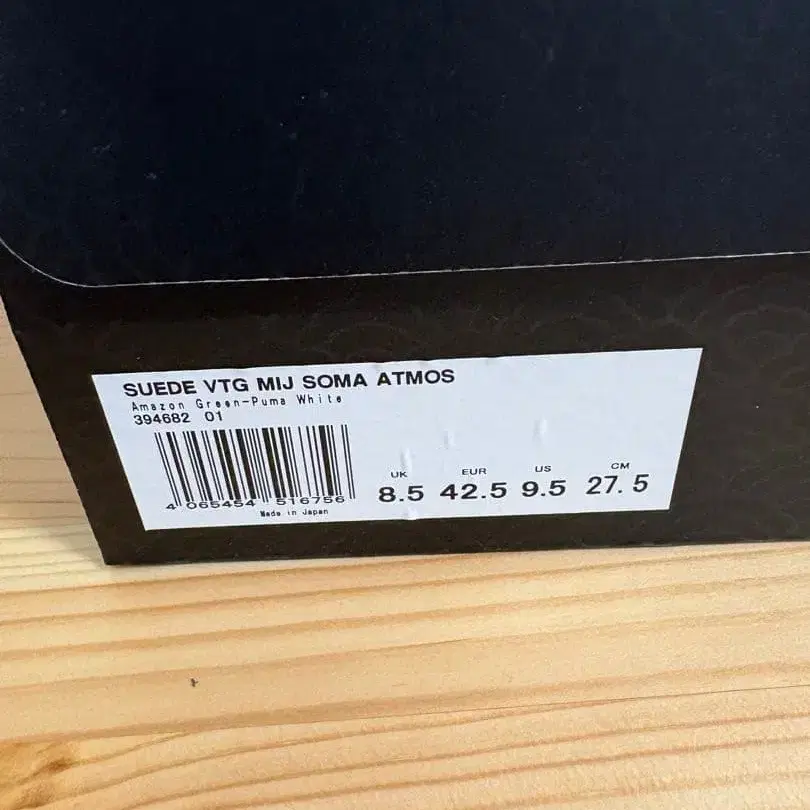 SUEDE VTG MIJ SOMA ATMOS
Amazon Green-Puma White
394682 01
UK EUR US CM
8.5 42.5 9.5 27.5
4 065454 516756
Made in Japan